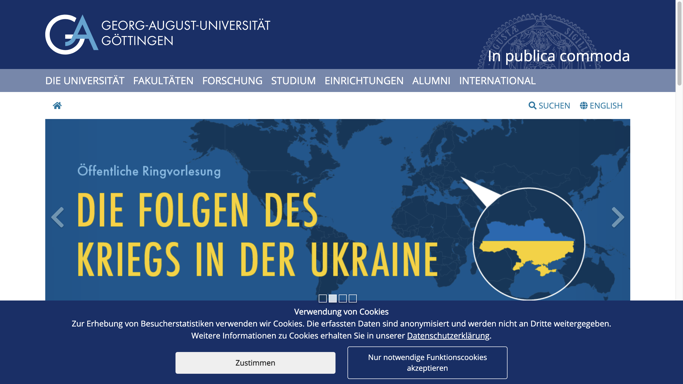 GEORG-AUGUST-UNIVERSITÄT
GÖTTINGEN
In publica commoda
DIE UNIVERSITÄT FAKULTÄTEN FORSCHUNG STUDIUM EINRICHTUNGEN ALUMNI INTERNATIONAL
SUCHEN ENGLISH
Öffentliche Ringvorlesung
DIE FOLGEN DES
KRIEGS IN DER UKRAINE
Verwendung von Cookies
Zur Erhebung von Besucherstatistiken verwenden wir Cookies. Die erfassten Daten sind anonymisiert und werden nicht an Dritte weitergegeben.
Weitere Informationen zu Cookies erhalten Sie in unserer Datenschutzerklärung.
Zustimmen
Nur notwendige Funktionscookies
akzeptieren